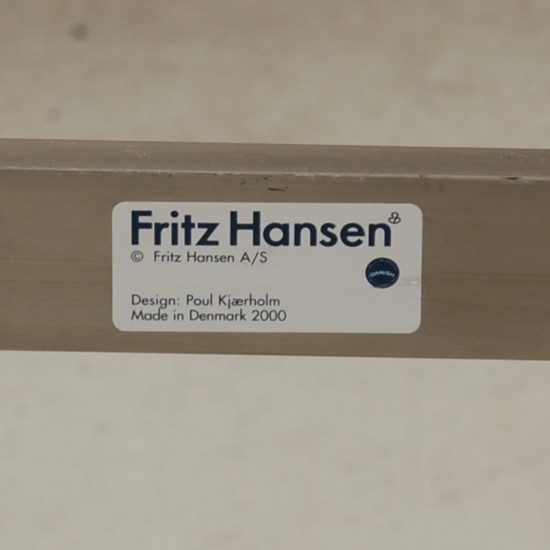 Fritz Hansen
© Fritz Hansen A/S
Design: Poul Kjærholm
Made in Denmark 2000